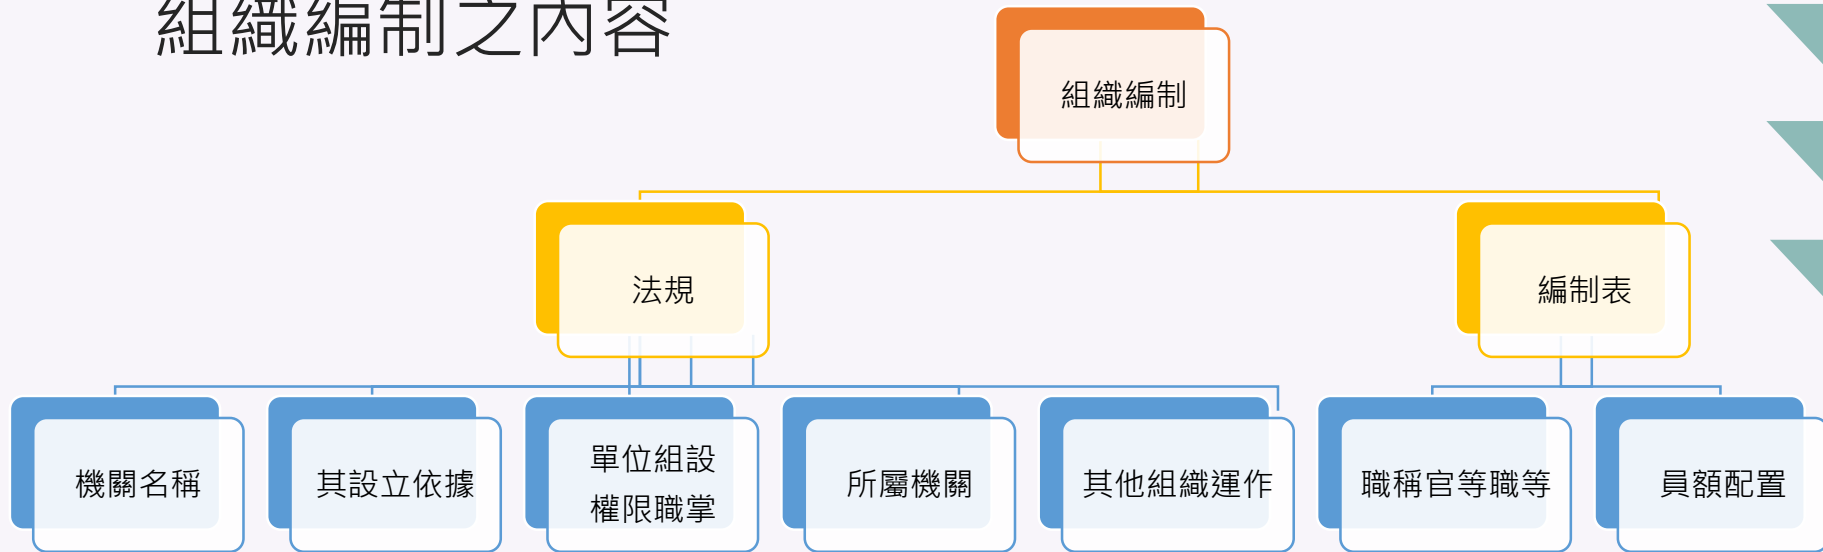 組織編制之內容
組織編制
法規
編制表
機關名稱
其設立依據
單位組設
權限職掌
所屬機關
其他組織運作
職稱官等職等
員額配置